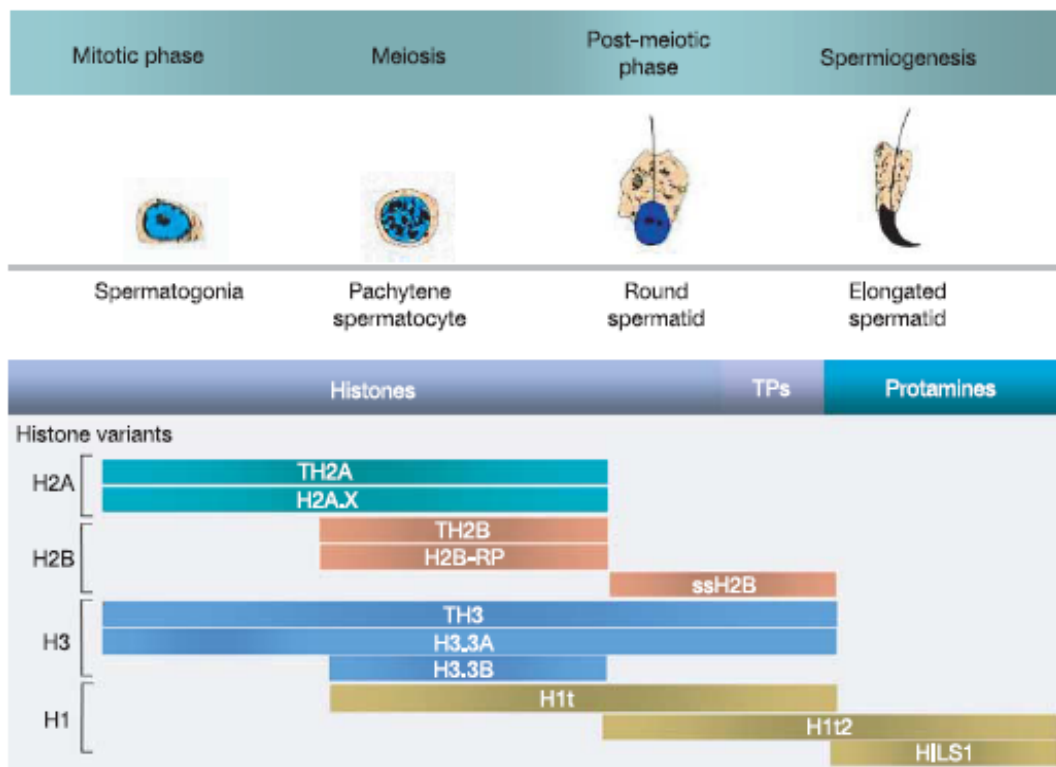 Mitotic phase
Meiosis
Post-meiotic
phase
Spermiogenesis
Spermatogonia
Pachytene
spermatocyte
Round
spermatid
Elongated
spermatid
Histones
TPs
Protamines
Histone variants
H2A
TH2A
H2A.X
H2B
TH2B
H2B-RP
ssH2B
H3
TH3
H3.3A
H3.3B
H1
H1t
H1t2
HILS1